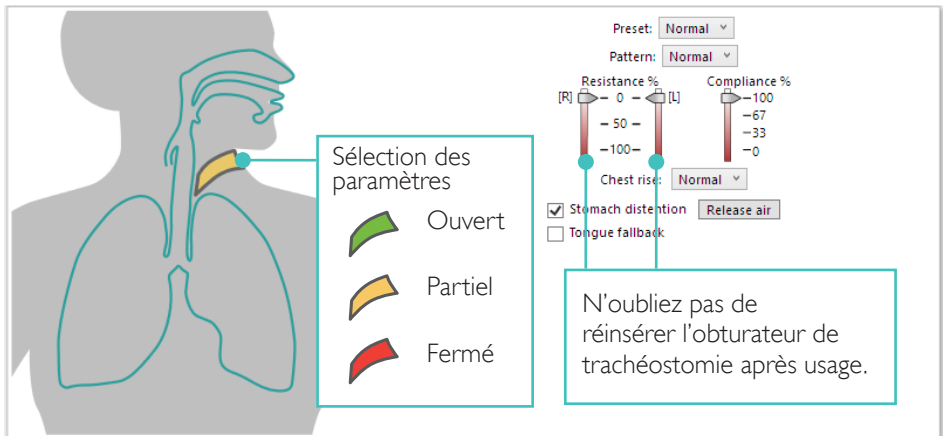 Preset: Normal
Pattern: Normal
Resistance %
Compliance %
[R] – 0 – [L]
– 50 –
–100–
–100
–67
–33
–0
Chest rise: Normal
Stomach distention Release air
Tongue fallback
Sélection des
paramètres
Ouvert
Partiel
Fermé
N’oubliez pas de
réinsérer l’obturateur de
trachéostomie après usage.